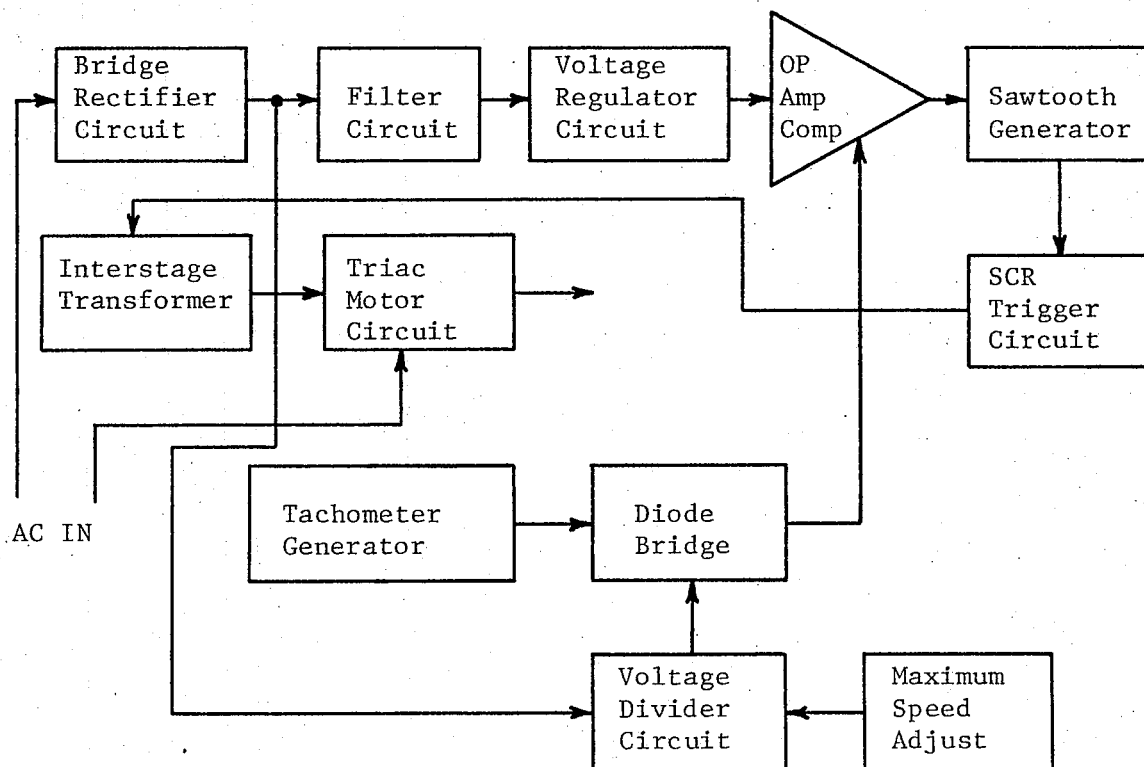 Bridge
Rectifier
Circuit
Filter
Circuit
Voltage
Regulator
Circuit
OP
Amp
Comp
Sawtooth
Generator
Interstage
Transformer
Triac
Motor
Circuit
SCR
Trigger
Circuit
AC IN
Tachometer
Generator
Diode
Bridge
Voltage
Divider
Circuit
Maximum
Speed
Adjust